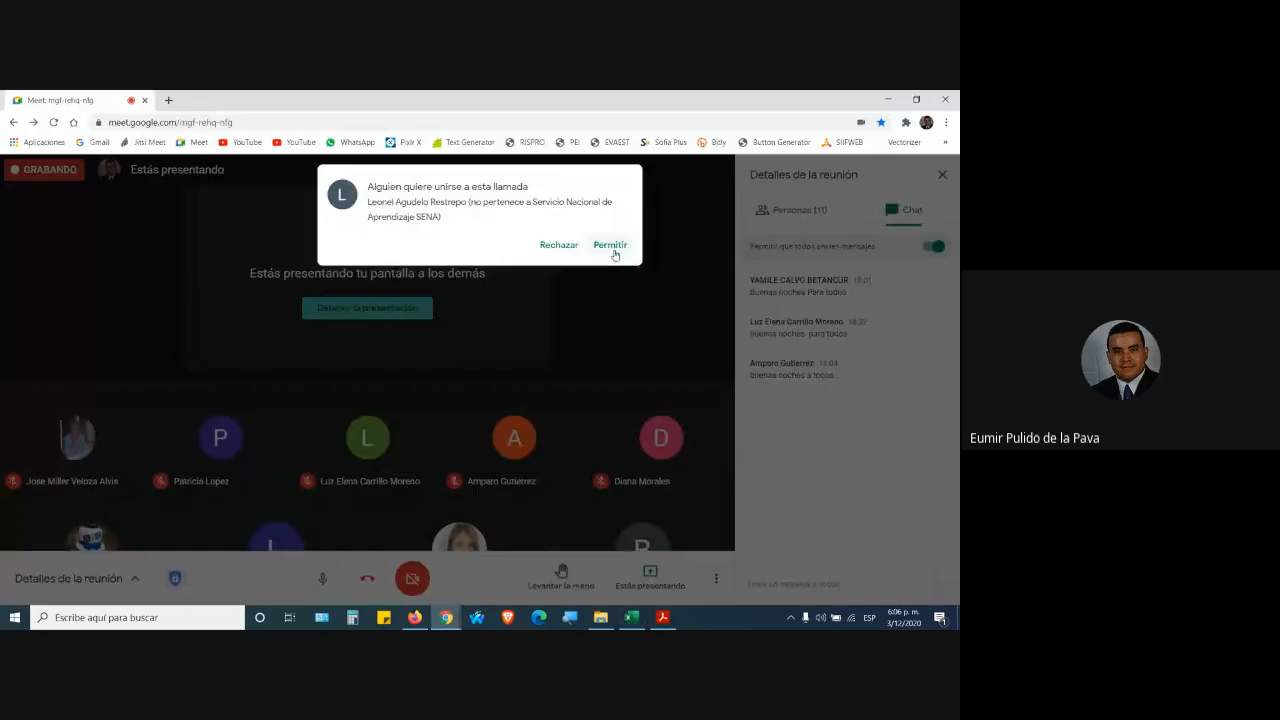 Meet: mgf-rehq-nfg
meet.google.com/mgf-rehq-nfg
Aplicaciones Gmail Jitsi Meet Meet YouTube YouTube WhatsApp Pixlr X Text Generator RISPRO PEI EVAEST Sofia Plus Bitly Button Generator SIIFWEB Vectorizer »
GRABANDO Estás presentando
Detalles de la reunión
L
Alguien quiere unirse a esta llamada
Leonel Agudelo Restrepo (no pertenece a Servicio Nacional de
Aprendizaje SENA)
Rechazar Permitir
Personas (11) Chat
Permitir que todos envíen mensajes
Estás presentando tu pantalla a los demás
Detener la presentación
YAMILE CALVO BETANCUR 18:01
Buenas noches Para todos
Luz Elena Carrillo Moreno
buenos noches para todos
Amparo Gutierrez 18:04
buenas noches a todos...
P L A D
Jose Miller Veloza Alvis Patricia Lopez Luz Elena Carrillo Moreno Amparo Gutierrez Diana Morales
Eumir Pulido de la Pava
Detalles de la reunión
Levantar la mano Estás presentando
Escribe aquí para buscar
ESP
6:06 p. m.
3/12/2020
1